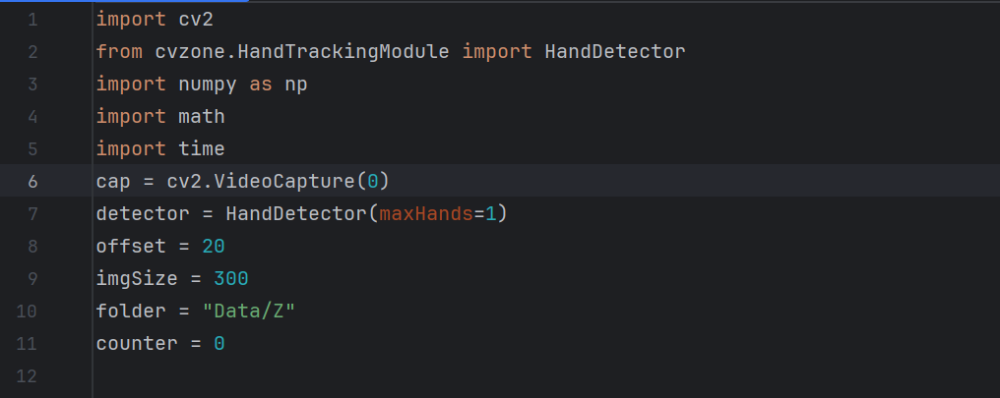 1 import cv2
2 from cvzone.HandTrackingModule import HandDetector
3 import numpy as np
4 import math
5 import time
6 cap = cv2.VideoCapture(0)
7 detector = HandDetector(maxHands=1)
8 offset = 20
9 imgSize = 300
10 folder = "Data/Z"
11 counter = 0
12